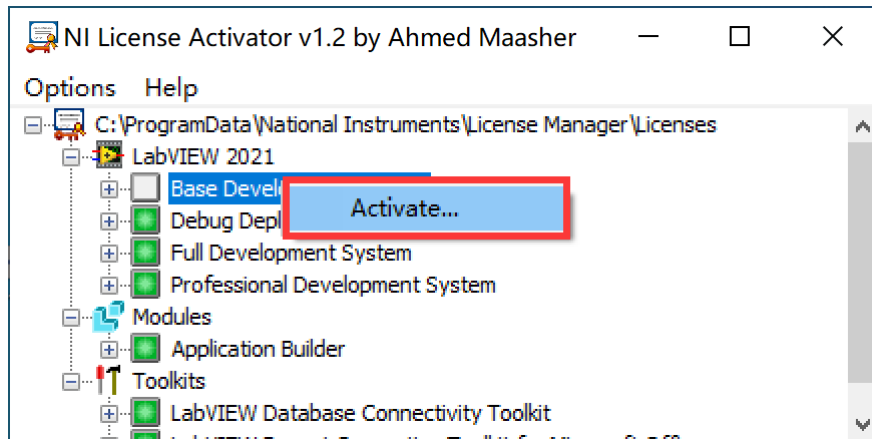 NI License Activator v1.2 by Ahmed Maasher
Options Help
C:\ProgramData\National Instruments\License Manager\Licenses
LabVIEW 2021
Base
Activate...
Debug
Full Development System
Professional Development System
Modules
Application Builder
Toolkits
LabVIEW Database Connectivity Toolkit